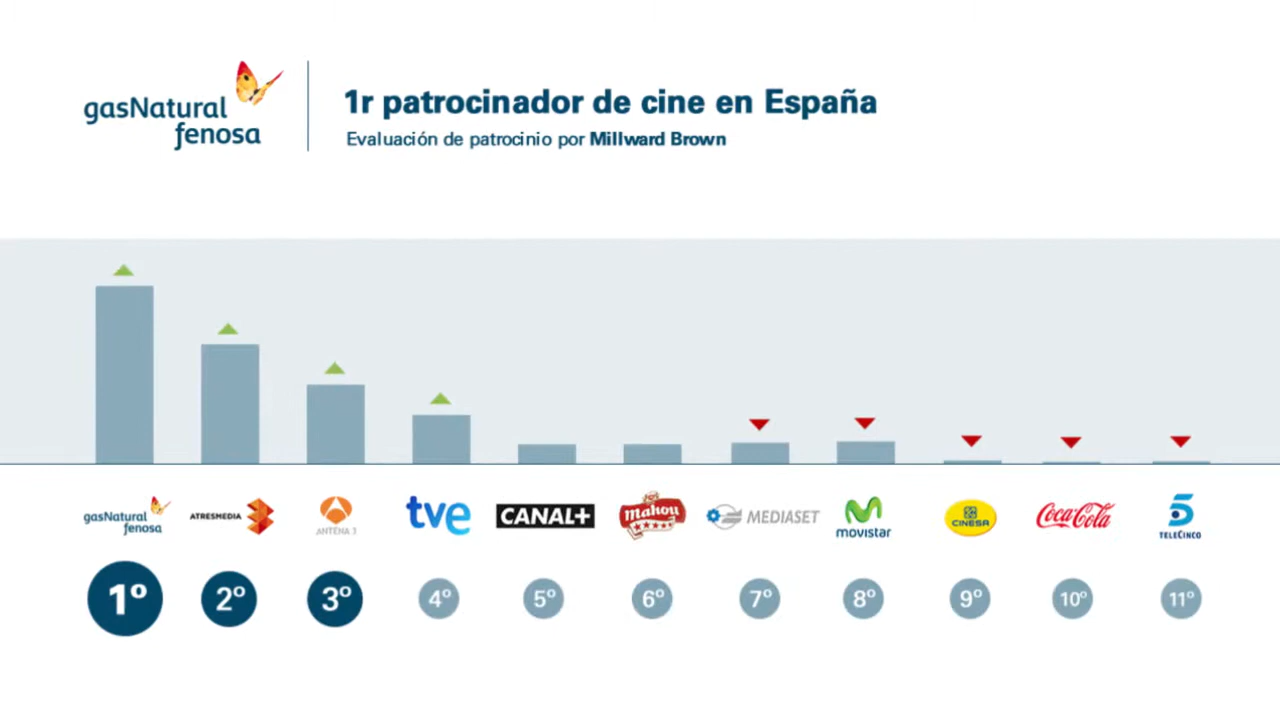 gasNatural
fenosa
1r patrocinador de cine en España
Evaluación de patrocinio por Millward Brown
gasNatural
fenosa
ATRESMEDIA
ANTENA 3
tve
CANAL+
mahou
MEDIASET
movistar
CINESA
Coca-Cola
5
TELECINCO
1º
2º
3º
4º
5º
6º
7º
8º
9º
10º
11º